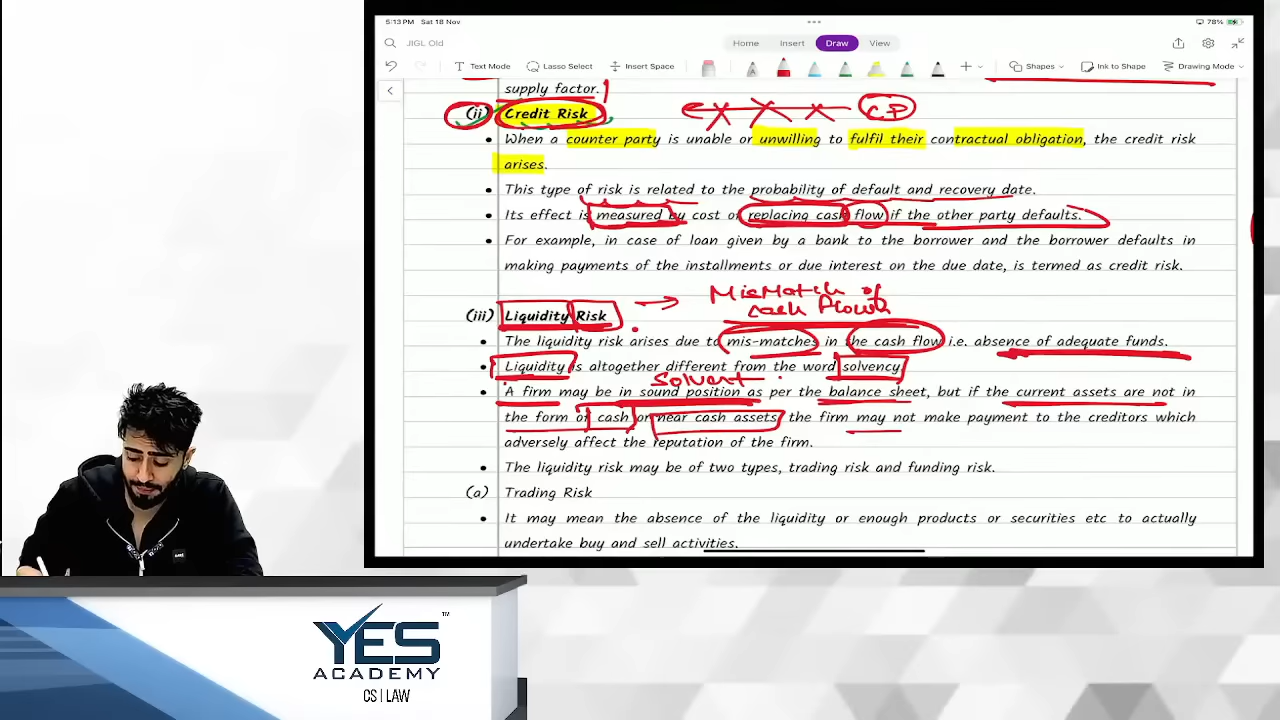 5:13 PM Sat 18 Nov
78%
JIGL Old
Home Insert Draw View
Text Mode Lasso Select Insert Space Shapes Ink to Shape Drawing Mode
supply factor.
(ii) Credit Risk
C.P
• When a counter party is unable or unwilling to fulfil their contractual obligation, the credit risk
arises.
• This type of risk is related to the probability of default and recovery date.
• Its effect is measured by cost of replacing cash flow if the other party defaults.
• For example, in case of loan given by a bank to the borrower and the borrower defaults in
making payments of the installments or due interest on the due date, is termed as credit risk.
MisMatch of
cash flow
(iii) Liquidity Risk
• The liquidity risk arises due to mis-matches in the cash flow i.e. absence of adequate funds.
• Liquidity is altogether different from the word solvency
solvent
• A firm may be in sound position as per the balance sheet, but if the current assets are not in
the form of cash or near cash assets the firm may not make payment to the creditors which
adversely affect the reputation of the firm.
• The liquidity risk may be of two types, trading risk and funding risk.
(a) Trading Risk
• It may mean the absence of the liquidity or enough products or securities etc to actually
undertake buy and sell activities.
YES
TM
ACADEMY
CS | LAW